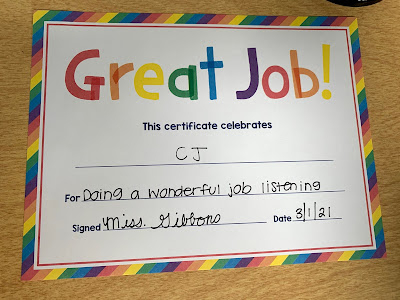 Great Job!
This certificate celebrates
CJ
For Doing a wonderful job listening
Signed Miss. Gibbons Date 3/1/21